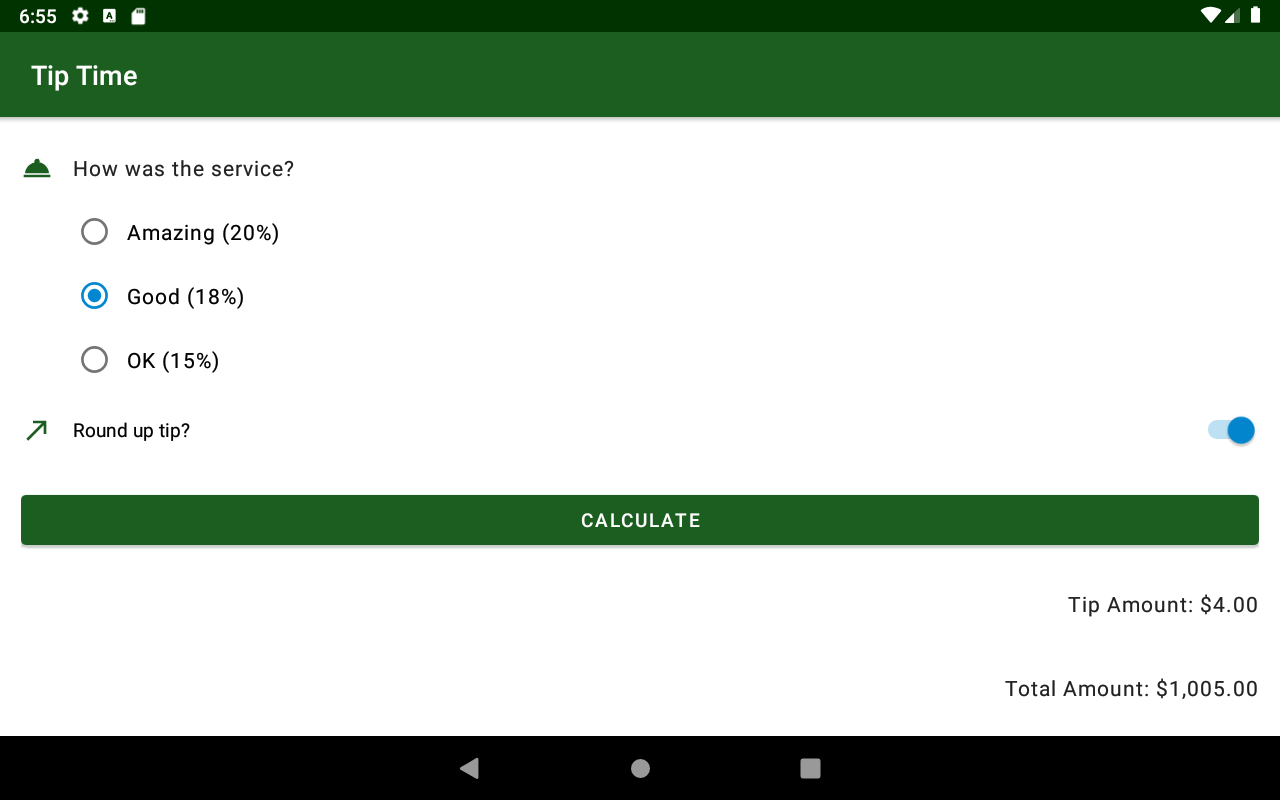 6:55
Tip Time
How was the service?
Amazing (20%)
Good (18%)
OK (15%)
Round up tip?
CALCULATE
Tip Amount: $4.00
Total Amount: $1,005.00